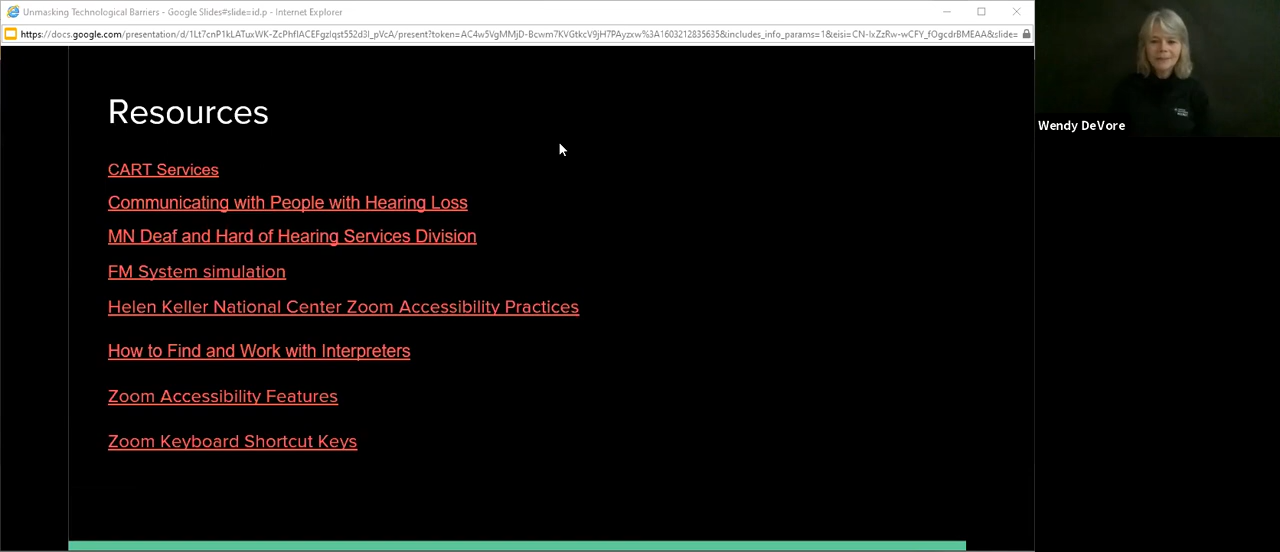 Unmasking Technological Barriers - Google Slides#slide=id.p - Internet Explorer
Resources
CART Services
Communicating with People with Hearing Loss
MN Deaf and Hard of Hearing Services Division
FM System simulation
Helen Keller National Center Zoom Accessibility Practices
How to Find and Work with Interpreters
Zoom Accessibility Features
Zoom Keyboard Shortcut Keys
Wendy DeVore